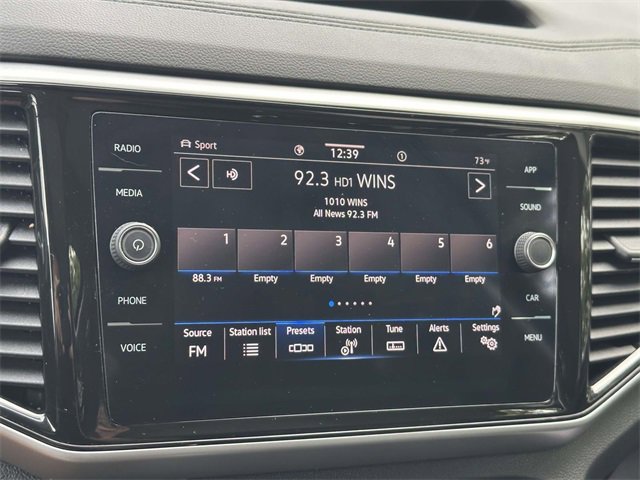 RADIO
MEDIA
PHONE
VOICE
Sport
12:39
1
73°F
92.3 HD1 WINS
1010 WINS
All News 92.3 FM
1 2 3 4 5 6
88.3 FM Empty Empty Empty Empty Empty
Source Station list Presets Station Tune Alerts Settings
FM
APP
SOUND
CAR
MENU